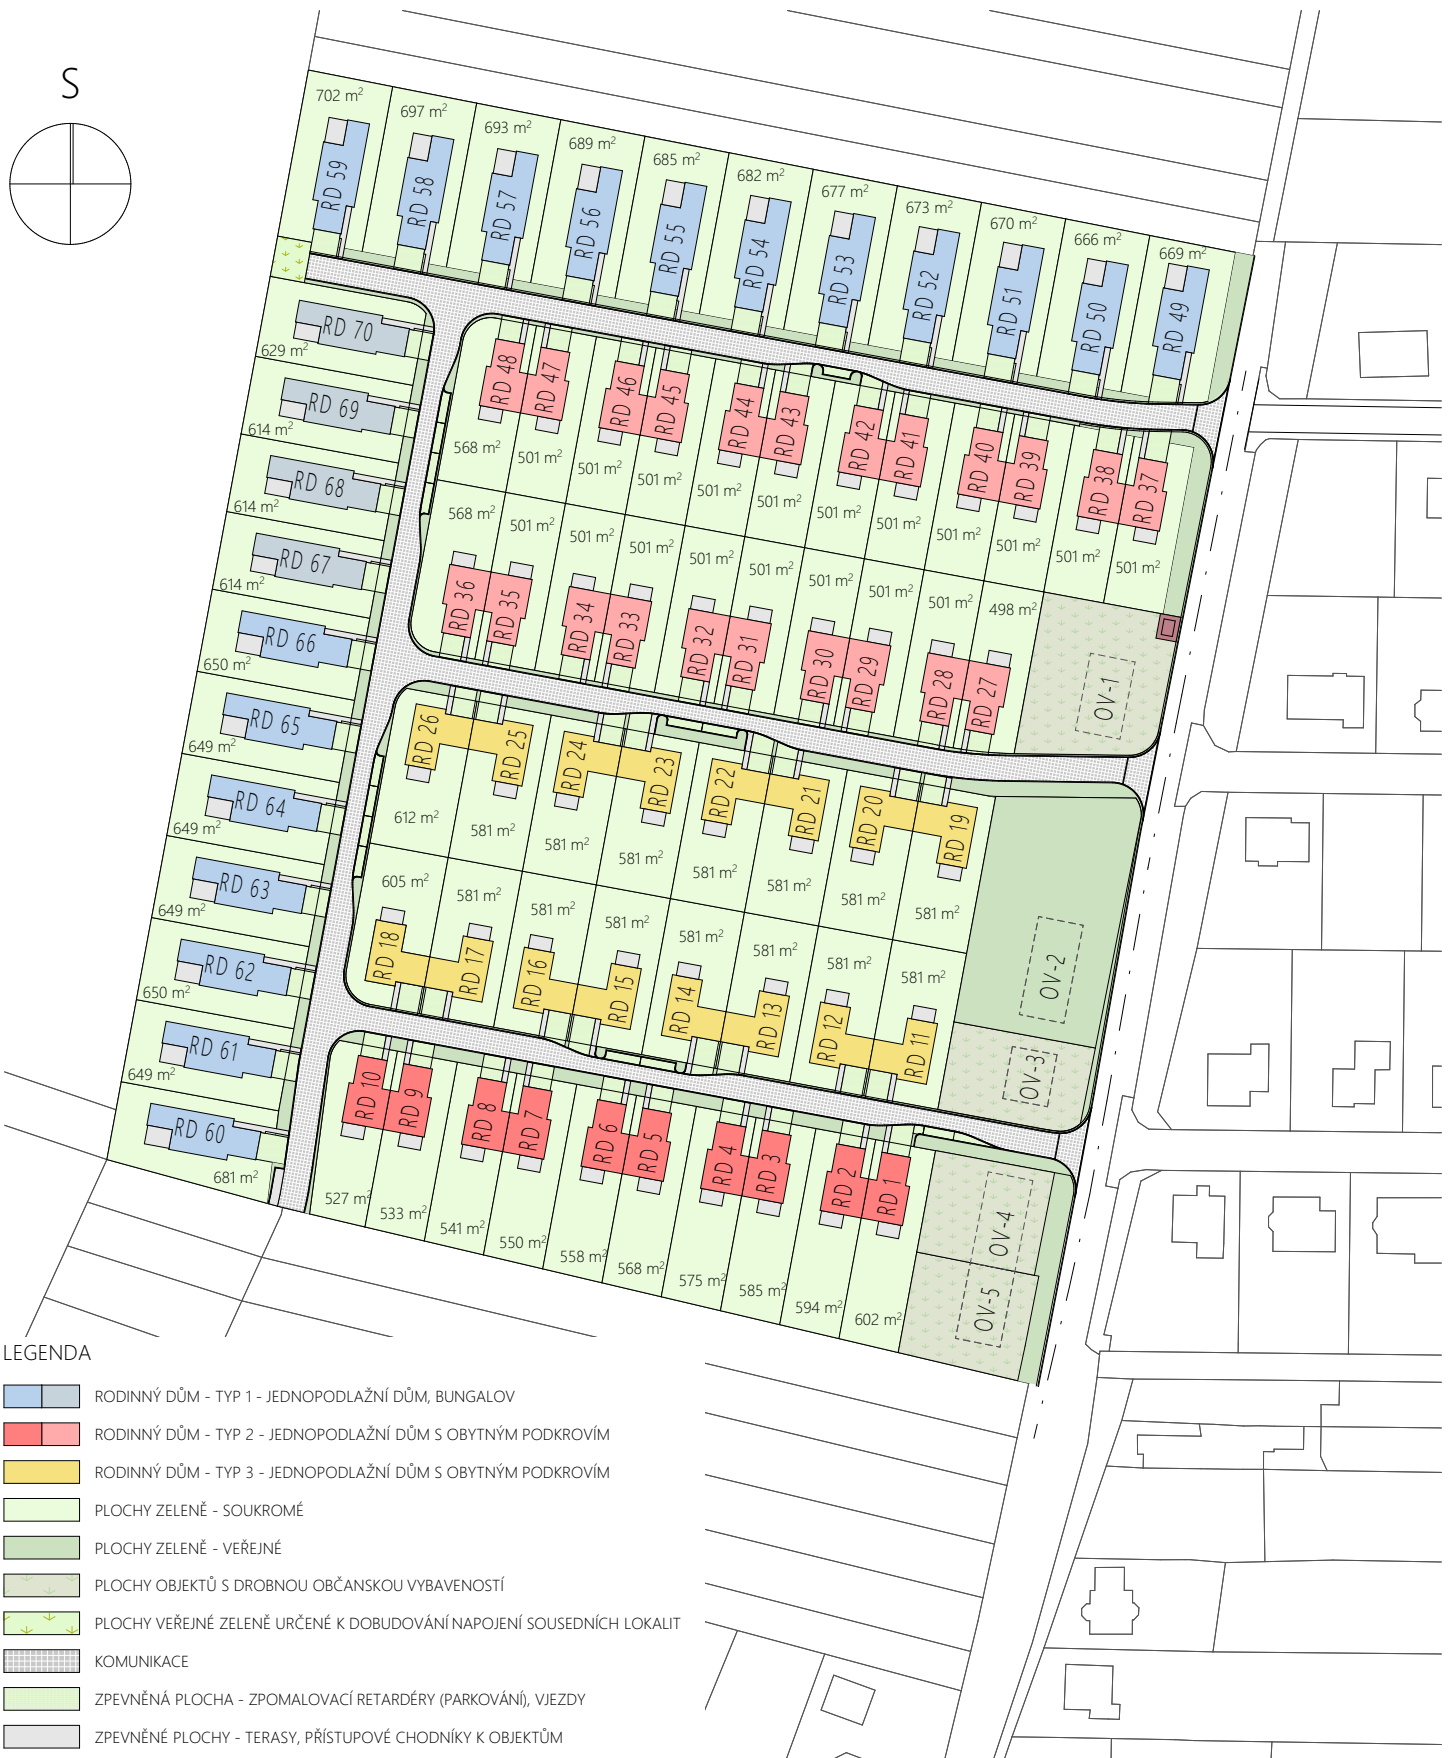 S
702 m²
697 m²
693 m²
689 m²
685 m²
682 m²
677 m²
673 m²
670 m²
666 m²
669 m²
RD 59
RD 58
RD 57
RD 56
RD 55
RD 54
RD 53
RD 52
RD 51
RD 50
RD 49
RD 70
629 m²
RD 69
614 m²
RD 68
614 m²
RD 67
614 m²
RD 66
650 m²
RD 65
649 m²
RD 64
649 m²
RD 63
649 m²
RD 62
650 m²
RD 61
649 m²
RD 60
681 m²
RD 48
RD 47
RD 46
RD 45
RD 44
RD 43
RD 42
RD 41
RD 40
RD 39
RD 38
RD 37
568 m²
501 m²
501 m²
501 m²
501 m²
501 m²
501 m²
501 m²
501 m²
501 m²
501 m²
501 m²
568 m²
501 m²
501 m²
501 m²
501 m²
501 m²
501 m²
501 m²
501 m²
498 m²
RD 36
RD 35
RD 34
RD 33
RD 32
RD 31
RD 30
RD 29
RD 28
RD 27
OV-1
RD 26
RD 25
RD 24
RD 23
RD 22
RD 21
RD 20
RD 19
612 m²
581 m²
581 m²
581 m²
581 m²
581 m²
581 m²
581 m²
605 m²
581 m²
581 m²
581 m²
581 m²
581 m²
581 m²
581 m²
RD 18
RD 17
RD 16
RD 15
RD 14
RD 13
RD 12
RD 11
OV-2
OV-3
RD 10
RD 9
RD 8
RD 7
RD 6
RD 5
RD 4
RD 3
RD 2
RD 1
527 m²
533 m²
541 m²
550 m²
558 m²
568 m²
575 m²
585 m²
594 m²
602 m²
OV-4
OV-5
LEGENDA
RODINNÝ DŮM - TYP 1 - JEDNOPODLAŽNÍ DŮM, BUNGALOV
RODINNÝ DŮM - TYP 2 - JEDNOPODLAŽNÍ DŮM S OBYTNÝM PODKROVÍM
RODINNÝ DŮM - TYP 3 - JEDNOPODLAŽNÍ DŮM S OBYTNÝM PODKROVÍM
PLOCHY ZELENĚ - SOUKROMÉ
PLOCHY ZELENĚ - VEŘEJNÉ
PLOCHY OBJEKTŮ S DROBNOU OBČANSKOU VYBAVENOSTÍ
PLOCHY VEŘEJNÉ ZELENĚ URČENÉ K DOBUDOVÁNÍ NAPOJENÍ SOUSEDNÍCH LOKALIT
KOMUNIKACE
ZPEVNĚNÁ PLOCHA - ZPOMALOVACÍ RETARDÉRY (PARKOVÁNÍ), VJEZDY
ZPEVNĚNÉ PLOCHY - TERASY, PŘÍSTUPOVÉ CHODNÍKY K OBJEKTŮM